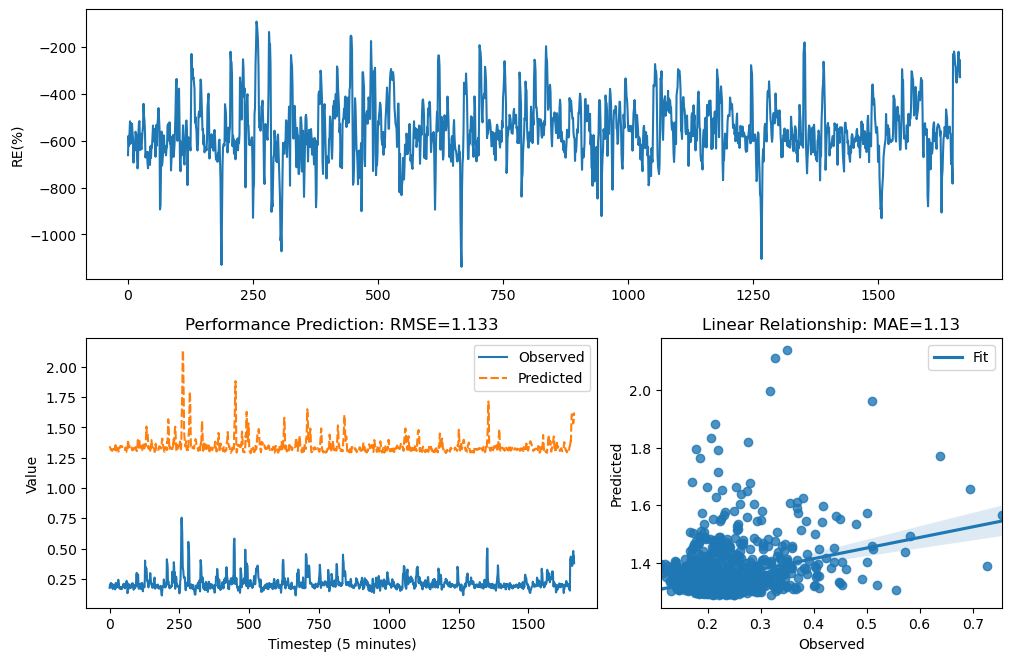 −200
−400
−600
−800
−1000
RE(%)
0 250 500 750 1000 1250 1500
Performance Prediction: RMSE=1.133
Observed
Predicted
2.00
1.75
1.50
1.25
1.00
0.75
0.50
0.25
Value
0 250 500 750 1000 1250 1500
Timestep (5 minutes)
Linear Relationship: MAE=1.13
Fit
2.0
1.8
1.6
1.4
Predicted
0.2 0.3 0.4 0.5 0.6 0.7
Observed